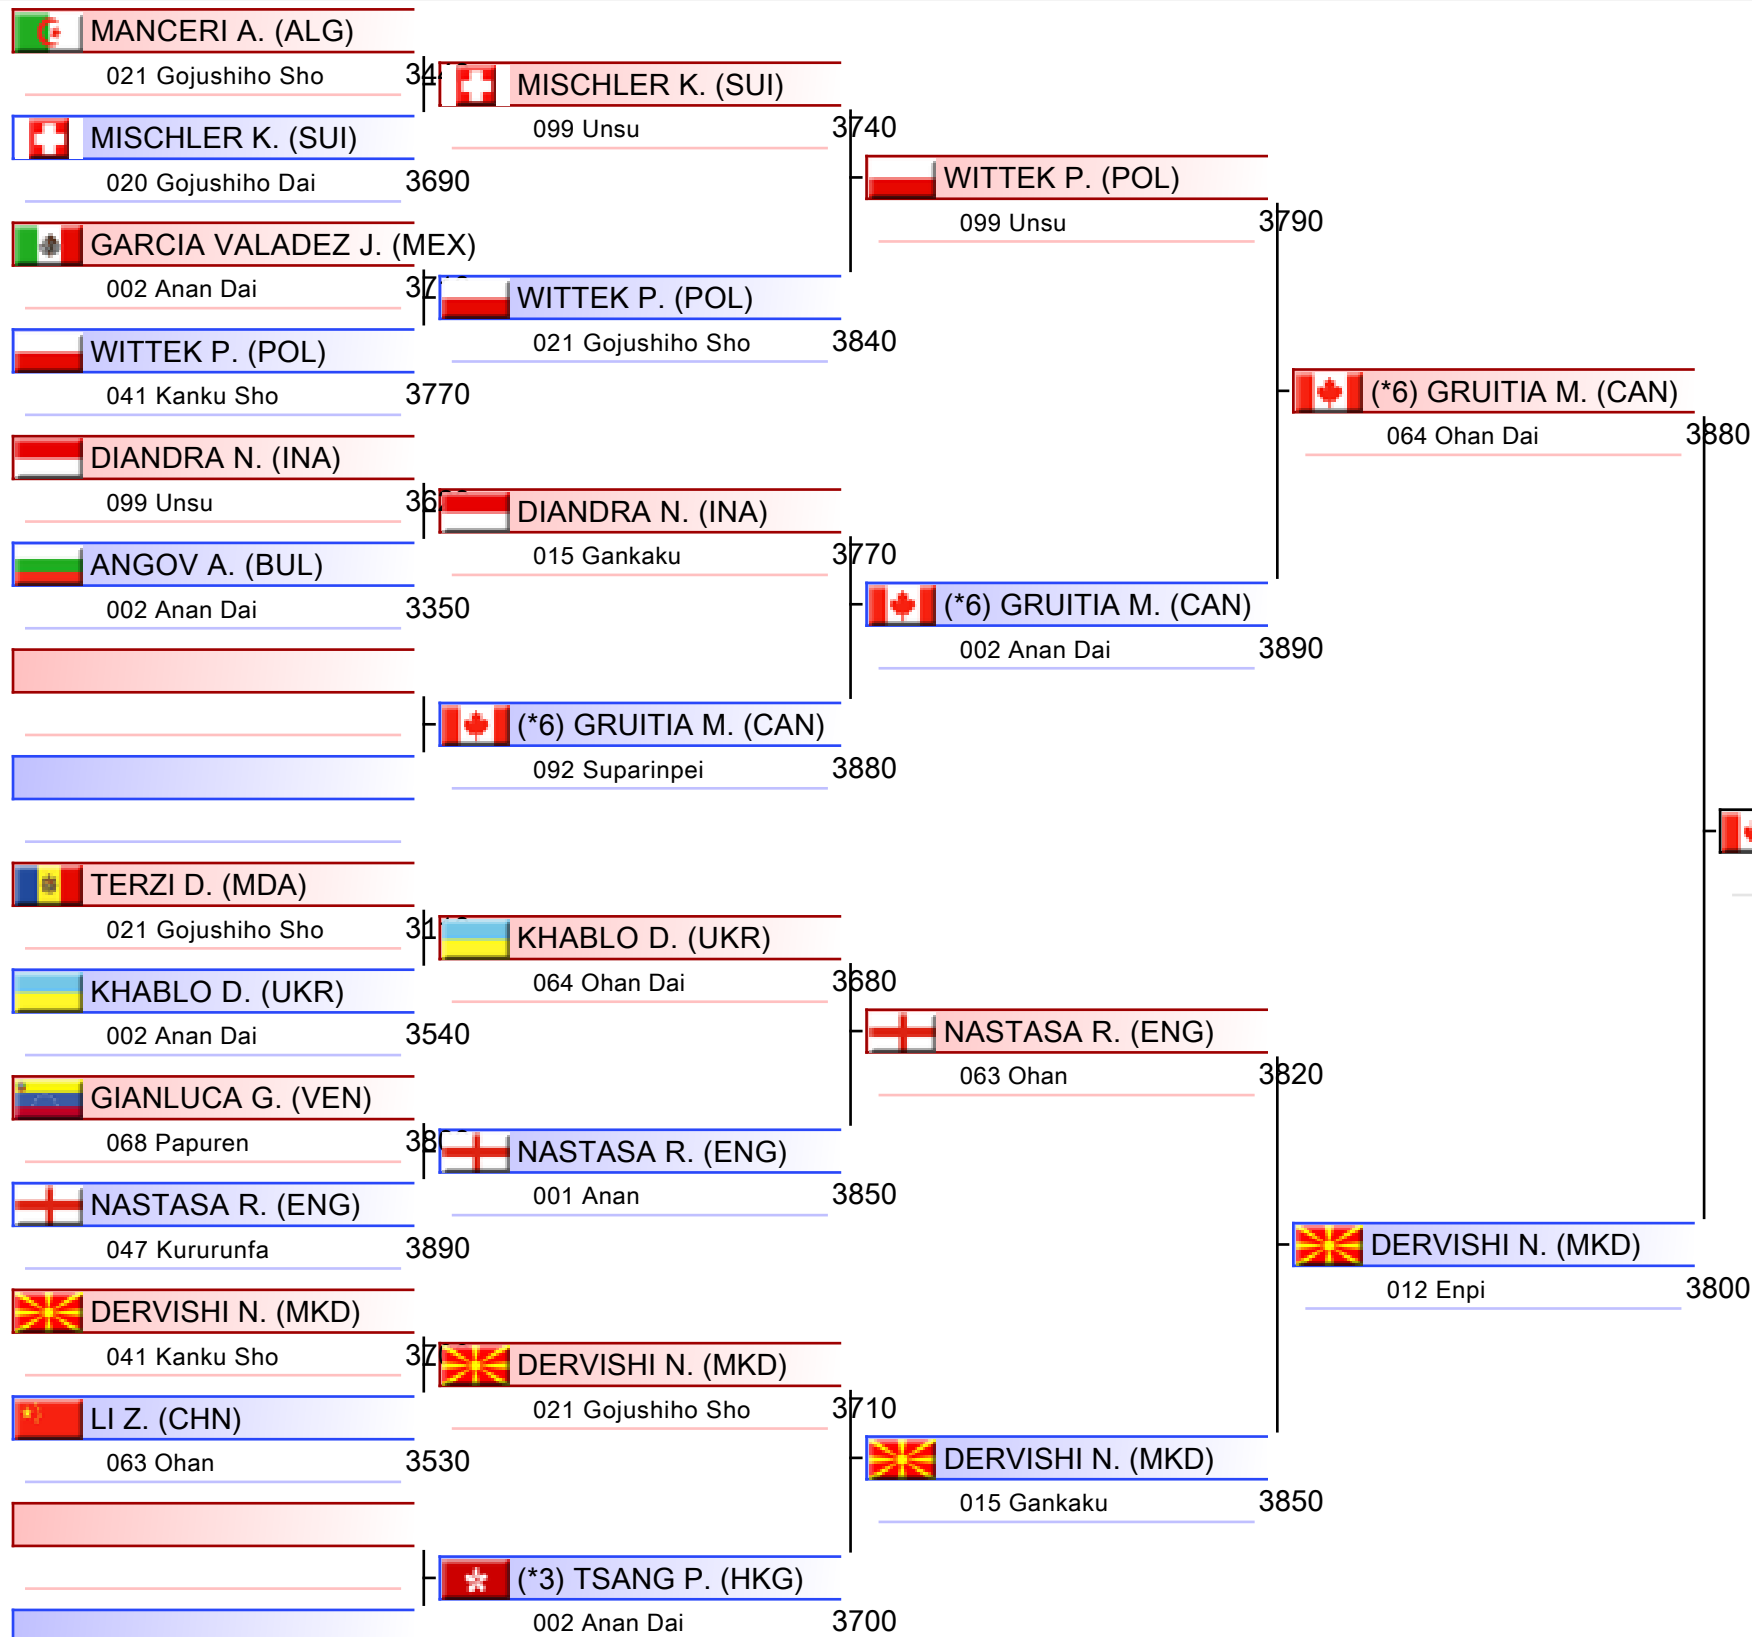 MANCERI A. (ALG)
021 Gojushiho Sho
MISCHLER K. (SUI)
020 Gojushiho Dai 3690
GARCIA VALADEZ J. (MEX)
002 Anan Dai
WITTEK P. (POL)
041 Kanku Sho 3770
DIANDRA N. (INA)
099 Unsu
ANGOV A. (BUL)
002 Anan Dai 3350
TERZI D. (MDA)
021 Gojushiho Sho
KHABLO D. (UKR)
002 Anan Dai 3540
GIANLUCA G. (VEN)
068 Papuren
NASTASA R. (ENG)
047 Kururunfa 3890
DERVISHI N. (MKD)
041 Kanku Sho
LI Z. (CHN)
063 Ohan 3530
MISCHLER K. (SUI)
099 Unsu 3740
WITTEK P. (POL)
021 Gojushiho Sho 3840
DIANDRA N. (INA)
015 Gankaku 3770
(*6) GRUITIA M. (CAN)
092 Suparinpei 3880
KHABLO D. (UKR)
064 Ohan Dai 3680
NASTASA R. (ENG)
001 Anan 3850
DERVISHI N. (MKD)
021 Gojushiho Sho 3710
(*3) TSANG P. (HKG)
002 Anan Dai 3700
WITTEK P. (POL)
099 Unsu 3790
(*6) GRUITIA M. (CAN)
002 Anan Dai 3890
NASTASA R. (ENG)
063 Ohan 3820
DERVISHI N. (MKD)
015 Gankaku 3850
(*6) GRUITIA M. (CAN)
064 Ohan Dai 3880
DERVISHI N. (MKD)
012 Enpi 3800